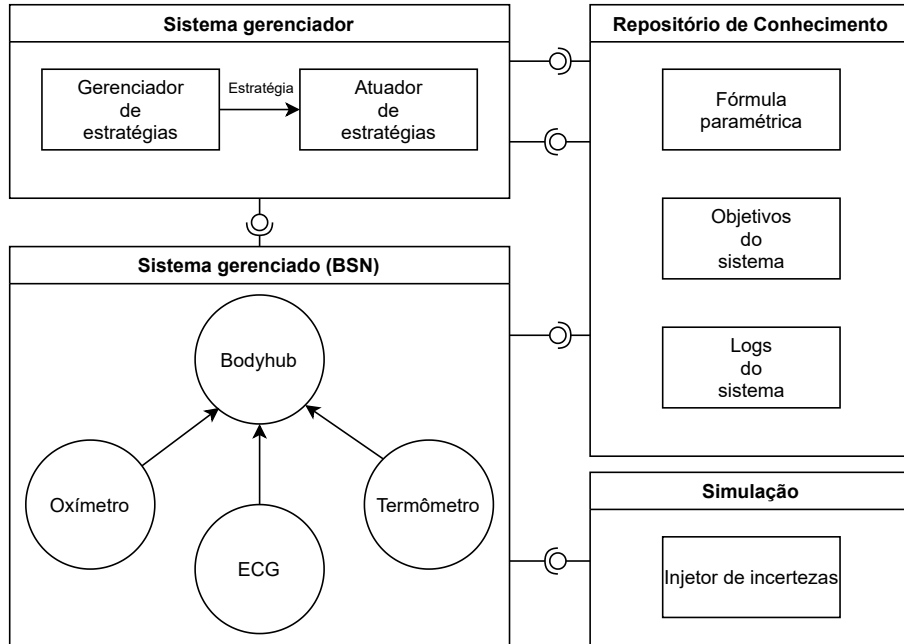 Sistema gerenciador
Gerenciador
de
estratégias
Estratégia
Atuador
de
estratégias
Repositório de Conhecimento
Fórmula
paramétrica
Objetivos
do
sistema
Logs
do
sistema
Sistema gerenciado (BSN)
Bodyhub
Oxímetro
ECG
Termômetro
Simulação
Injetor de incertezas